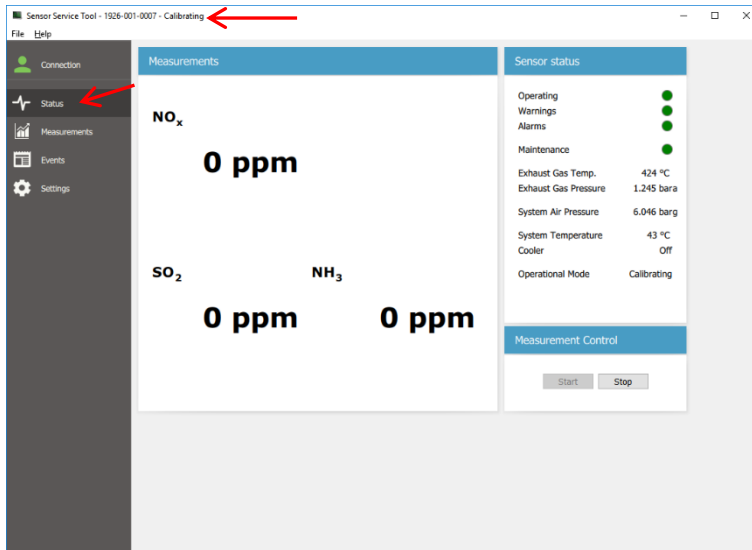 Sensor Service Tool - 1926-001-0007 - Calibrating
File Help
Connection
Status
Measurements
Events
Settings
Measurements
NOx
0 ppm
SO2 NH3
0 ppm 0 ppm
Sensor status
Operating
Warnings
Alarms
Maintenance
Exhaust Gas Temp. 424 °C
Exhaust Gas Pressure 1.245 bara
System Air Pressure 6.046 barg
System Temperature 43 °C
Cooler Off
Operational Mode Calibrating
Measurement Control
Start Stop